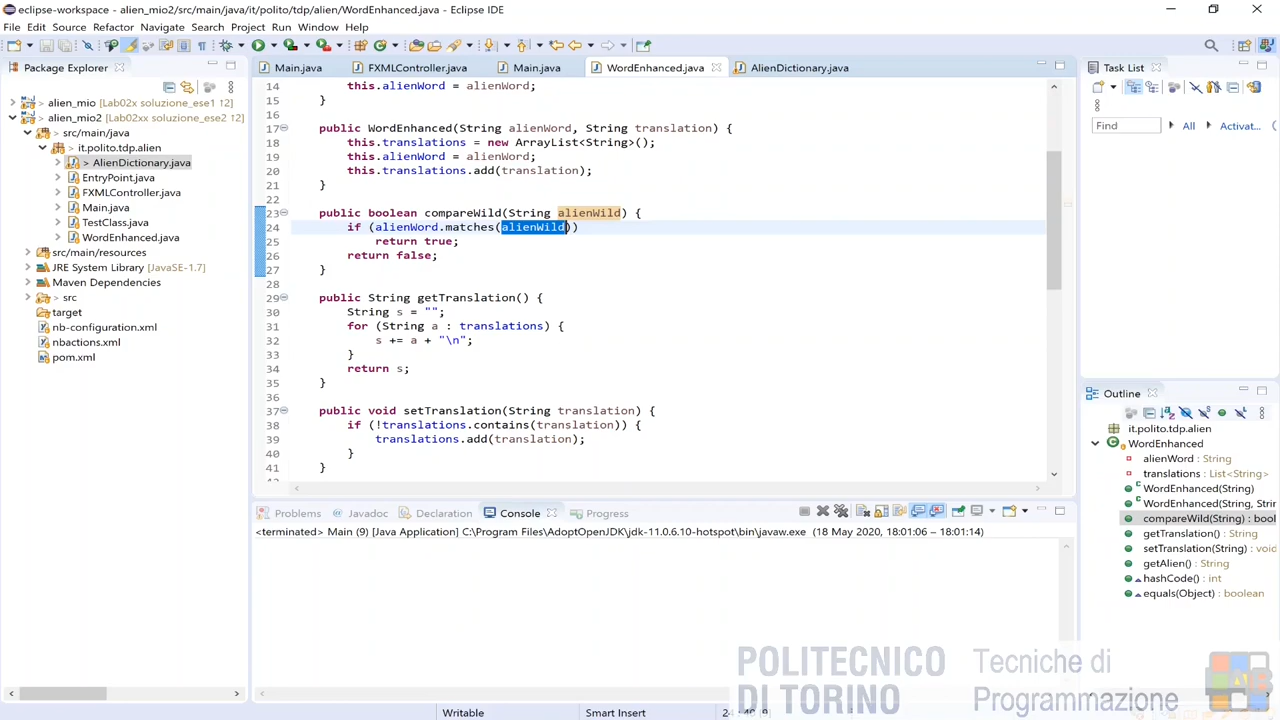 eclipse-workspace - alien_mio2/src/main/java/it/polito/tdp/alien/WordEnhanced.java - Eclipse IDE
File Edit Source Refactor Navigate Search Project Run Window Help
Package Explorer
Main.java FXMLController.java Main.java WordEnhanced.java AlienDictionary.java
Task List
alien_mio [Lab02x soluzione_ese1 12]
alien_mio2 [Lab02xx soluzione_ese2 12]
src/main/java
it.polito.tdp.alien
> AlienDictionary.java
EntryPoint.java
FXMLController.java
Main.java
TestClass.java
WordEnhanced.java
src/main/resources
JRE System Library [JavaSE-1.7]
Maven Dependencies
src
target
nb-configuration.xml
nbactions.xml
pom.xml
14 this.alienWord = alienWord;
15 }
16
17 public WordEnhanced(String alienWord, String translation) {
18 this.translations = new ArrayList<String>();
19 this.alienWord = alienWord;
20 this.translations.add(translation);
21 }
22
23 public boolean compareWild(String alienWild) {
24 if (alienWord.matches(alienWild))
25 return true;
26 return false;
27 }
28
29 public String getTranslation() {
30 String s = "";
31 for (String a : translations) {
32 s += a + "\n";
33 }
34 return s;
35 }
36
37 public void setTranslation(String translation) {
38 if (!translations.contains(translation)) {
39 translations.add(translation);
40 }
41 }
Find All Activat...
Outline
it.polito.tdp.alien
WordEnhanced
alienWord : String
translations : List<String>
WordEnhanced(String)
WordEnhanced(String, Strin
compareWild(String) : bool
getTranslation() : String
setTranslation(String) : void
getAlien() : String
hashCode() : int
equals(Object) : boolean
Problems Javadoc Declaration Console Progress
<terminated> Main (9) [Java Application] C:\Program Files\AdoptOpenJDK\jdk-11.0.6.10-hotspot\bin\javaw.exe (18 May 2020, 18:01:06 – 18:01:14)
POLITECNICO
DI TORINO
Tecniche di
Programmazione
Writable Smart Insert